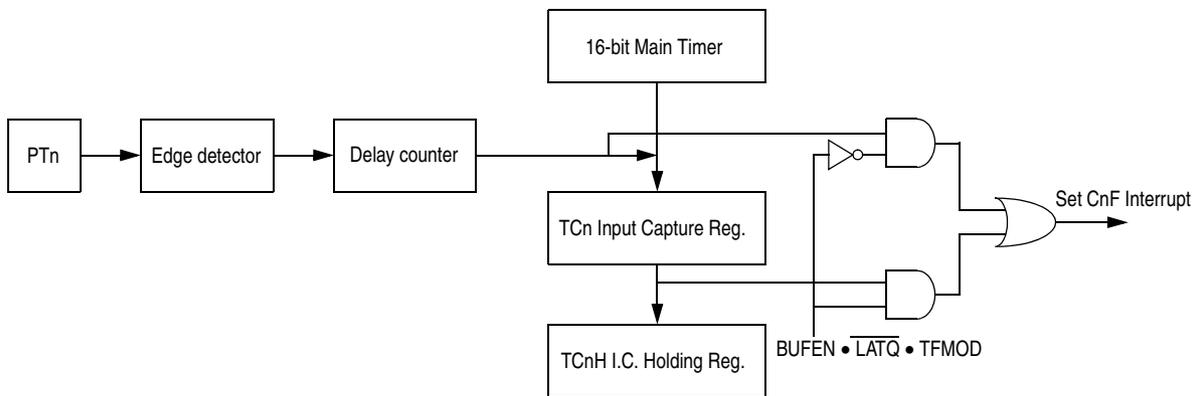 16-bit Main Timer
PTn
Edge detector
Delay counter
Set CnF Interrupt
TCn Input Capture Reg.
BUFEN • L̅A̅T̅Q̅ • TFMOD
TCnH I.C. Holding Reg.